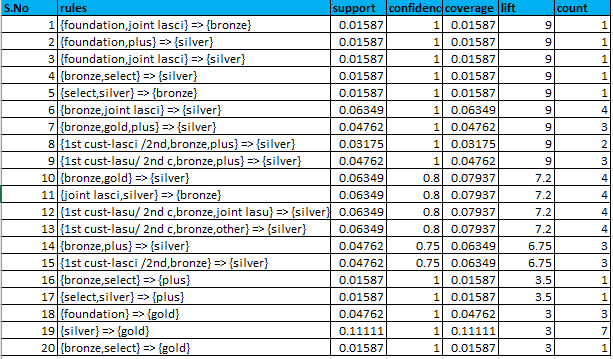 S.No rules support confidenc coverage lift count
1 {foundation,joint lasci} => {bronze} 0.01587 1 0.01587 9 1
2 {foundation,plus} => {silver} 0.01587 1 0.01587 9 1
3 {foundation,joint lasci} => {silver} 0.01587 1 0.01587 9 1
4 {bronze,select} => {silver} 0.01587 1 0.01587 9 1
5 {select,silver} => {bronze} 0.01587 1 0.01587 9 1
6 {bronze,joint lasci} => {silver} 0.06349 1 0.06349 9 4
7 {bronze,gold,plus} => {silver} 0.04762 1 0.04762 9 3
8 {1st cust-lasci /2nd,bronze,plus} => {silver} 0.03175 1 0.03175 9 2
9 {1st cust-lasu/ 2nd c,bronze,plus} => {silver} 0.04762 1 0.04762 9 3
10 {bronze,gold} => {silver} 0.06349 0.8 0.07937 7.2 4
11 {joint lasci,silver} => {bronze} 0.06349 0.8 0.07937 7.2 4
12 {1st cust-lasu/ 2nd c,bronze,joint lasu} => {silver} 0.06349 0.8 0.07937 7.2 4
13 {1st cust-lasu/ 2nd c,bronze,other} => {silver} 0.06349 0.8 0.07937 7.2 4
14 {bronze,plus} => {silver} 0.04762 0.75 0.06349 6.75 3
15 {1st cust-lasci /2nd,bronze} => {silver} 0.04762 0.75 0.06349 6.75 3
16 {bronze,select} => {plus} 0.01587 1 0.01587 3.5 1
17 {select,silver} => {plus} 0.01587 1 0.01587 3.5 1
18 {foundation} => {gold} 0.04762 1 0.04762 3 3
19 {silver} => {gold} 0.11111 1 0.11111 3 7
20 {bronze,select} => {gold} 0.01587 1 0.01587 3 1